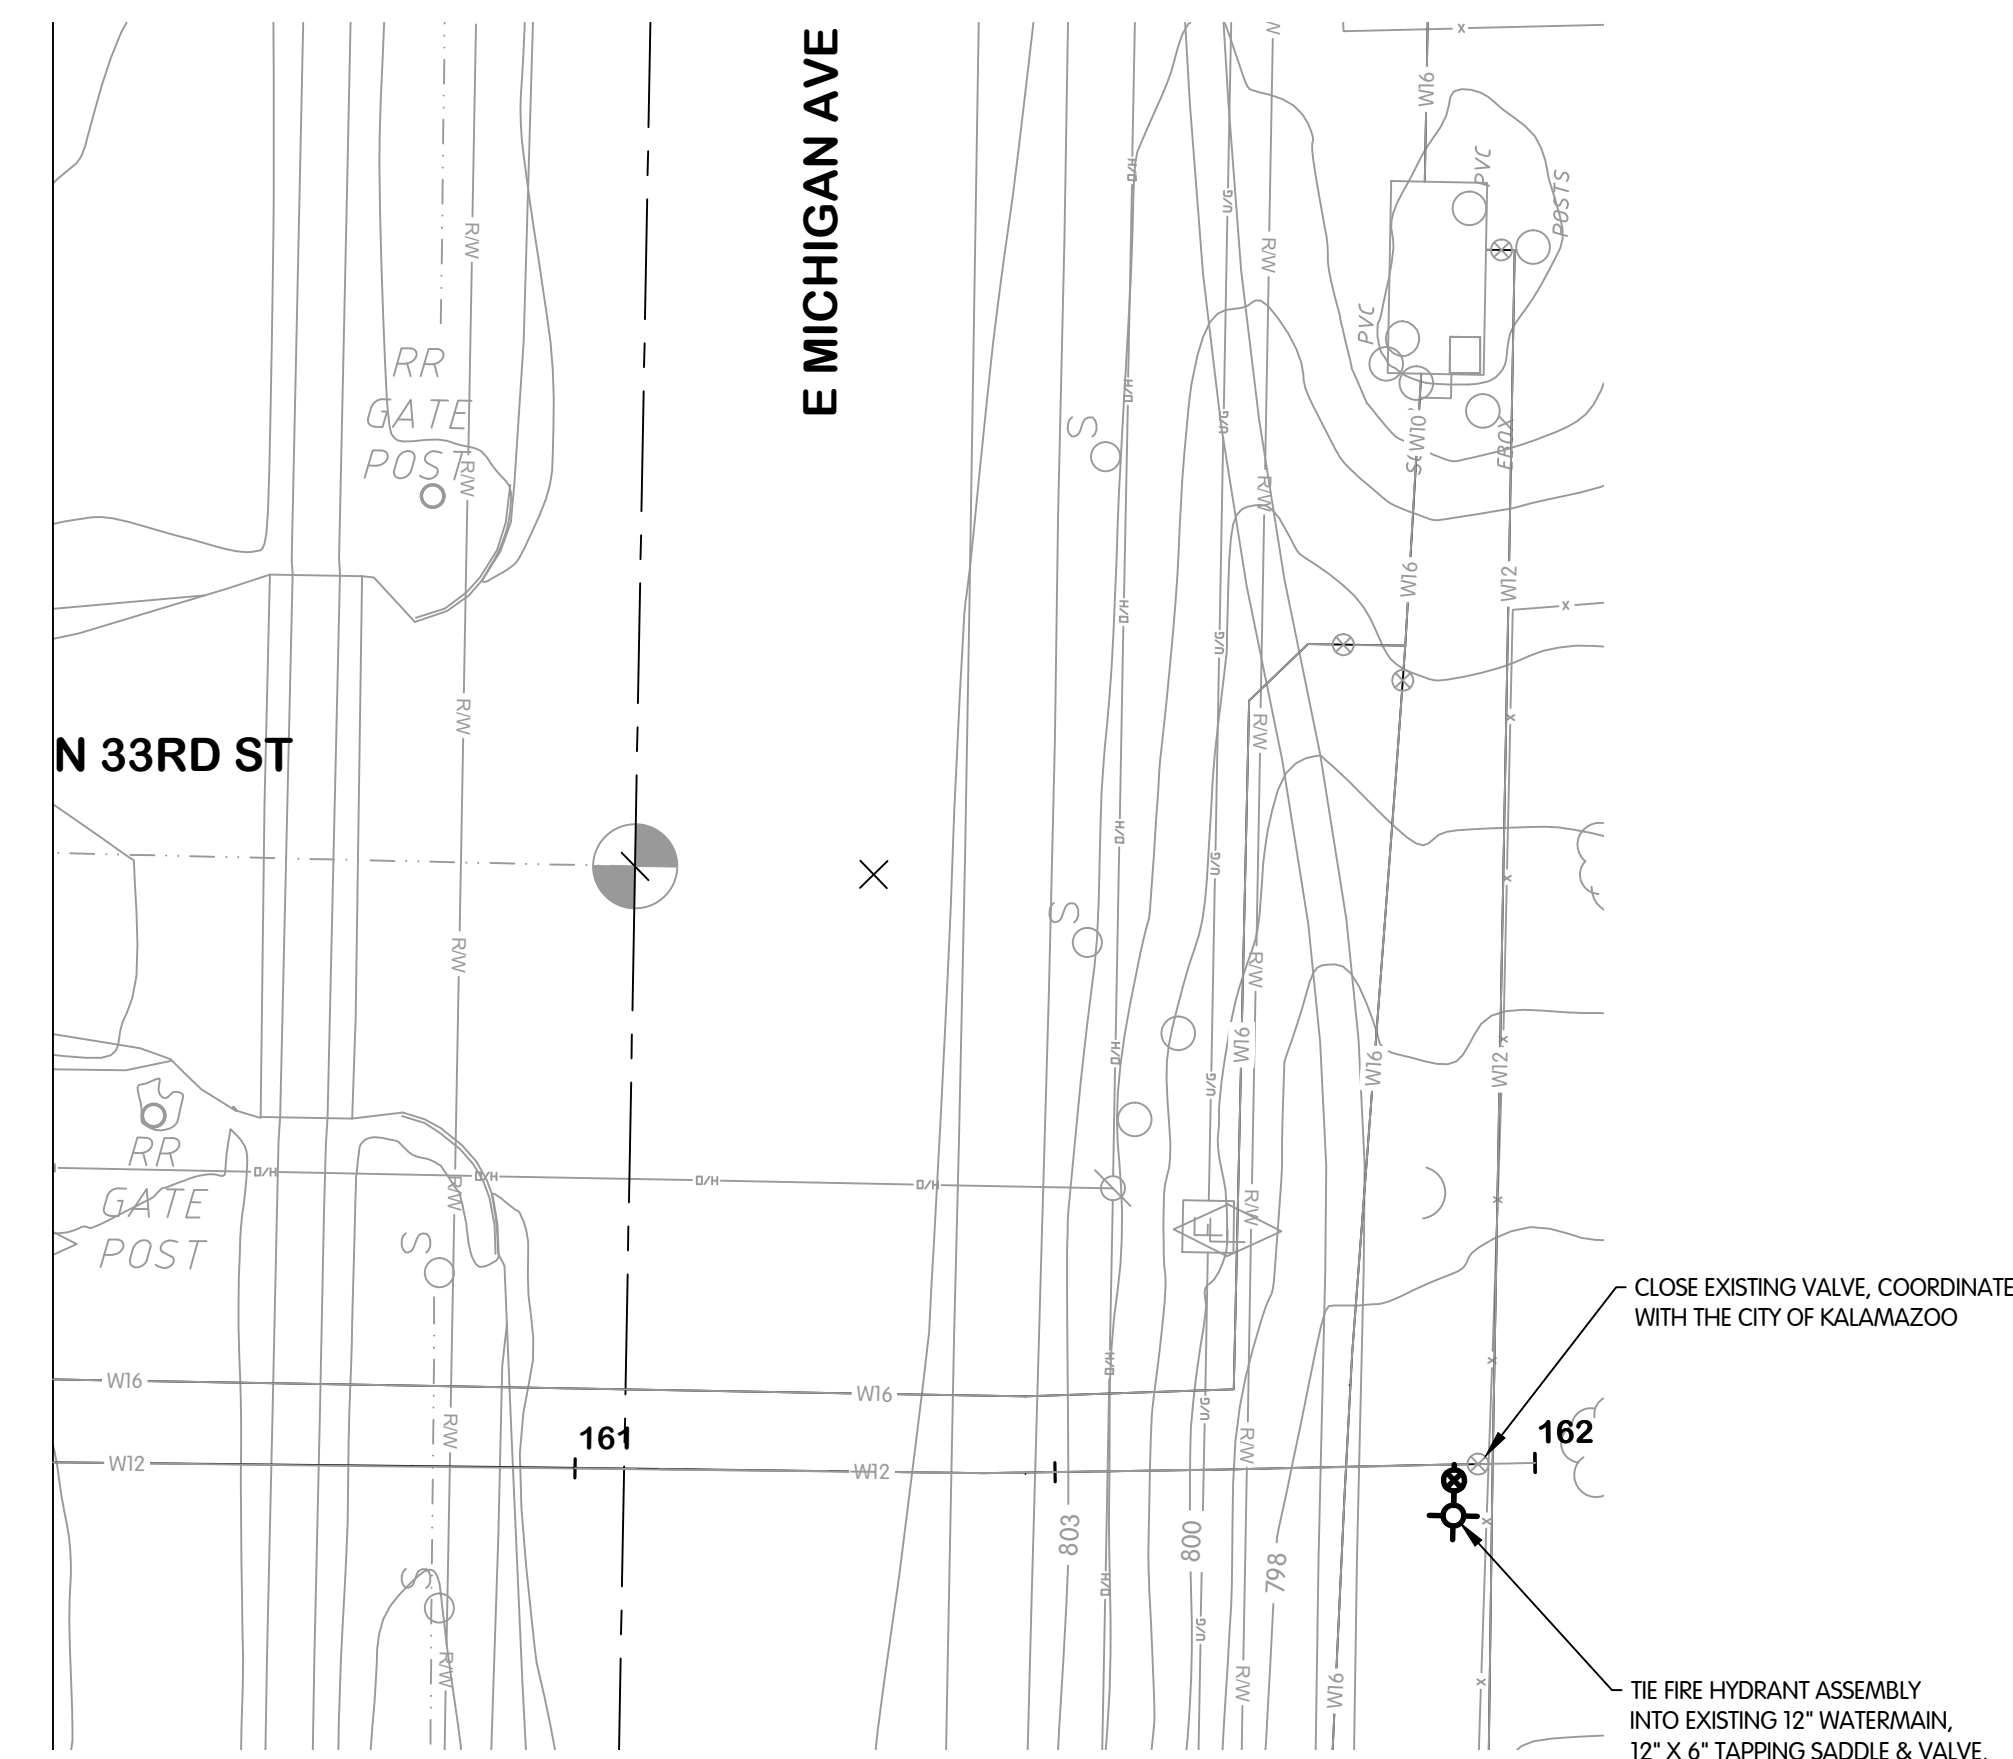 E MICHIGAN AVE
W16
PVC
POSTS
R/W
R/W
O/H
U/G
PVC
RR
GATE
POST
R/W
O/H
U/G
S
W10
EBOX
R/W
W16
W12
O/H
U/G
x
x
R/W
R/W
x
N 33RD ST
O/H
U/G
x
S
R/W
R/W
W16
W16
W12
x
O/H
U/G
RR
GATE
POST
O/H
O/H
O/H
O/H
R/W
R/W
E
x
S
CLOSE EXISTING VALVE, COORDINATE
WITH THE CITY OF KALAMAZOO
O/H
x
W16
W16
U/G
161
162
R/W
R/W
W12
W12
x
803
800
798
S
O/H
U/G
R/W
R/W
W16
x
TIE FIRE HYDRANT ASSEMBLY
INTO EXISTING 12" WATERMAIN,
12" X 6" TAPPING SADDLE & VALVE,